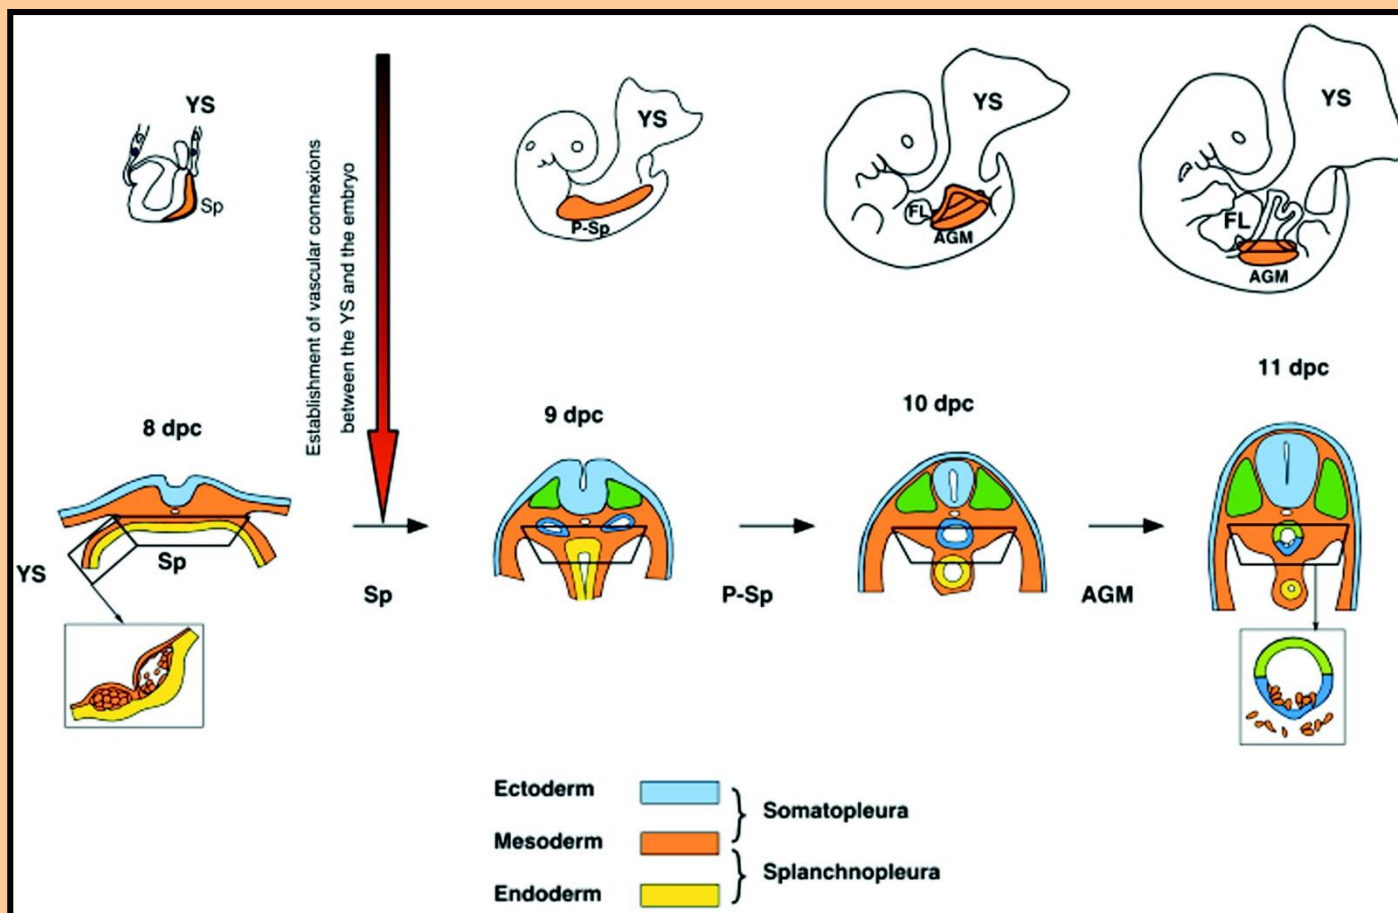 YS
Sp
Establishment of vascular connexions
between the YS and the embryo
YS
P-Sp
YS
FL
AGM
YS
FL
AGM
8 dpc
9 dpc
10 dpc
11 dpc
YS
Sp
Sp
P-Sp
AGM
Ectoderm
Somatopleura
Mesoderm
Splanchnopleura
Endoderm